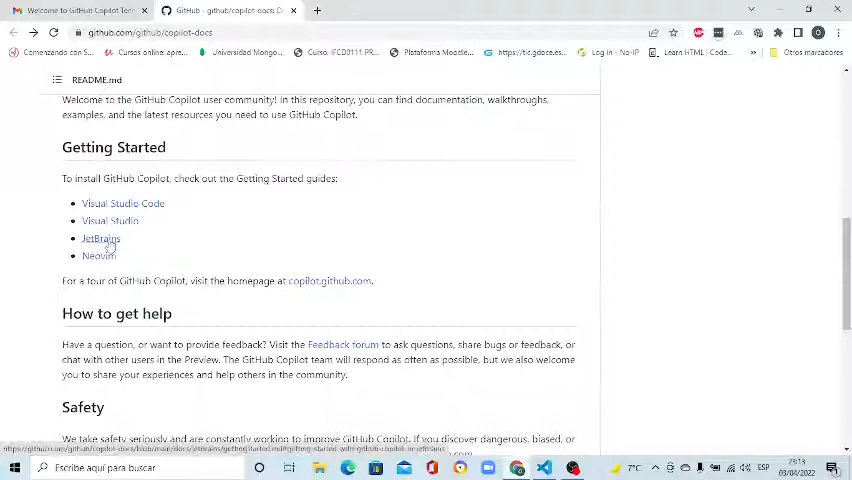 Welcome to GitHub Copilot Tech
GitHub - github/copilot-docs: D
github.com/github/copilot-docs
Comenzando con S...
Cursos online: apre...
Universidad Mongo...
Curso: IFCD0111 PR...
Plataforma Moodle...
https://tic.gdoce.es...
Log In - No-IP
Learn HTML | Code...
Otros marcadores
README.md
Welcome to the GitHub Copilot user community! In this repository, you can find documentation, walkthroughs,
examples, and the latest resources you need to use GitHub Copilot.
Getting Started
To install GitHub Copilot, check out the Getting Started guides:
Visual Studio Code
Visual Studio
JetBrains
Neovim
For a tour of GitHub Copilot, visit the homepage at copilot.github.com.
How to get help
Have a question, or want to provide feedback? Visit the Feedback forum to ask questions, share bugs or feedback, or
chat with other users in the Preview. The GitHub Copilot team will respond as often as possible, but we also welcome
you to share your experiences and help others in the community.
Safety
We take safety seriously and are constantly working to improve GitHub Copilot. If you discover dangerous, biased, or
Escribe aquí para buscar
7°C
ESP
23:13
03/04/2022